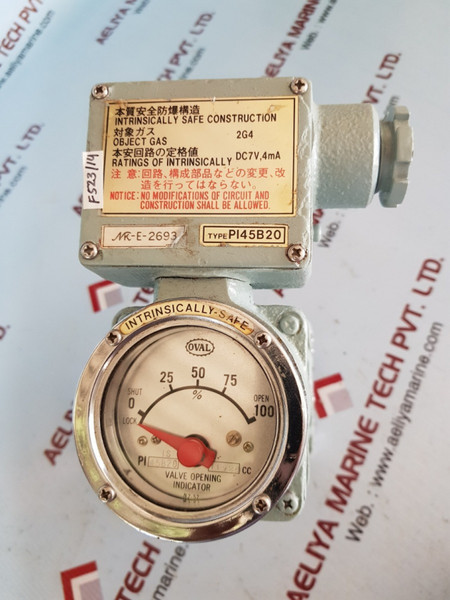 本質安全防爆構造
INTRINSICALLY SAFE CONSTRUCTION
対象ガス
OBJECT GAS 2G4
本安回路の定格値
RATINGS OF INTRINSICALLY DC7V,4mA
注 意:回路、構成部品などの変更、改
造を行ってはならない。
NOTICE: NO MODIFICATIONS OF CIRCUIT AND
CONSTRUCTION SHALL BE ALLOWED.
F523/14
NR-E-2693
TYPE PI45B20
INTRINSICALLY-SAFE
OVAL
0 25 50 75 100
%
SHUT OPEN
LOCK
PI CC
VALVE OPENING
INDICATOR
AELIYA MARINE TECH PVT. LTD.
Web. : www.aeliyamarine.com